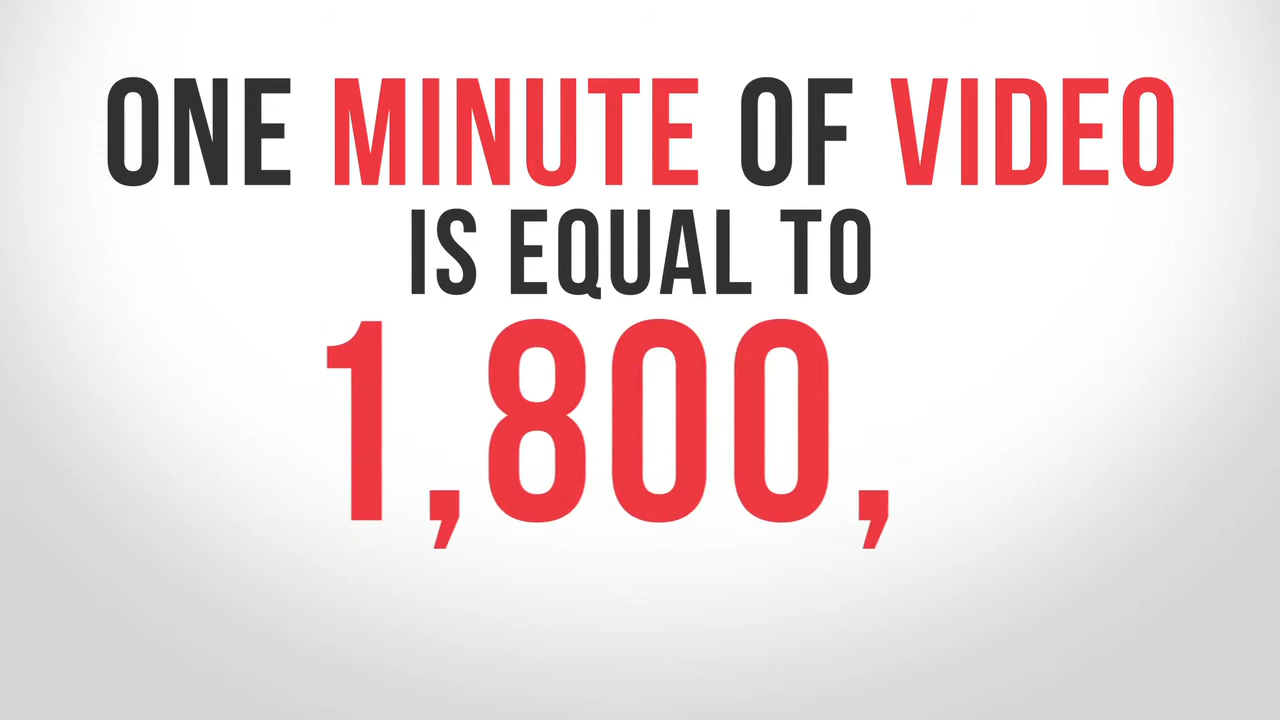 ONE MINUTE OF VIDEO
IS EQUAL TO
1,800,